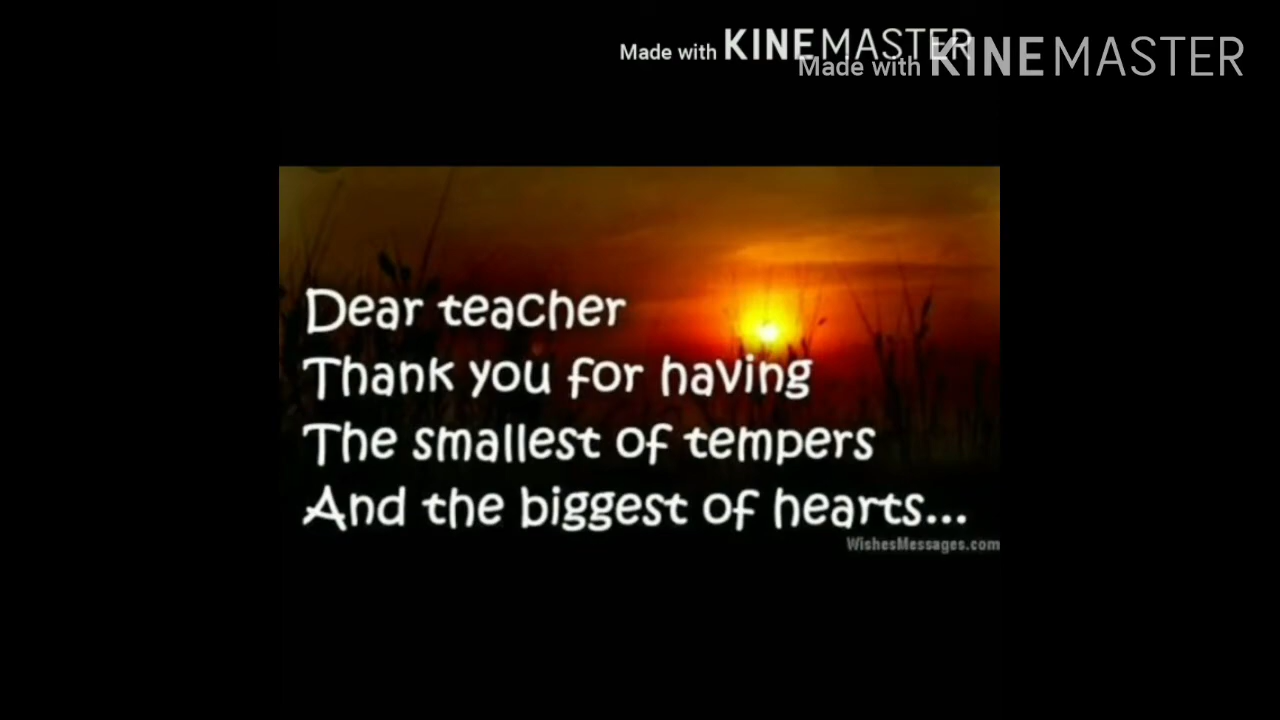 Made with KINEMASTER
Made with KINEMASTER
Dear teacher
Thank you for having
The smallest of tempers
And the biggest of hearts...
WishesMessages.com